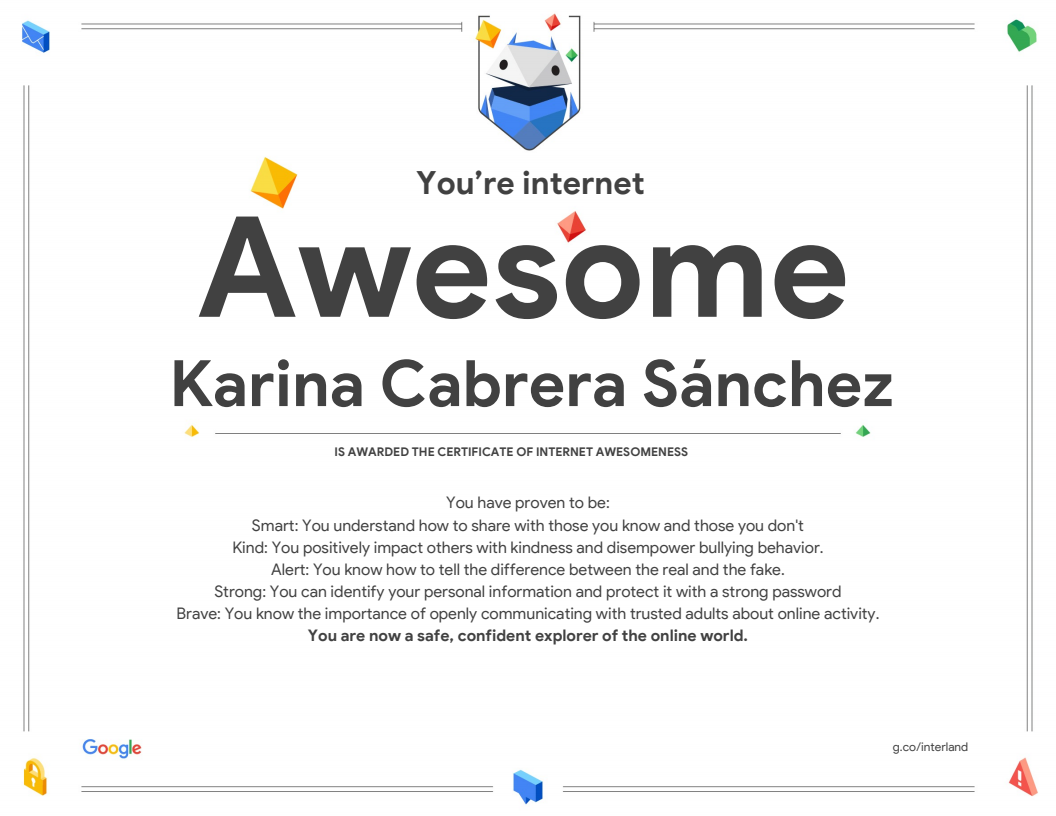 You’re internet
Awesome
Karina Cabrera Sánchez
IS AWARDED THE CERTIFICATE OF INTERNET AWESOMENESS
You have proven to be:
Smart: You understand how to share with those you know and those you don't
Kind: You positively impact others with kindness and disempower bullying behavior.
Alert: You know how to tell the difference between the real and the fake.
Strong: You can identify your personal information and protect it with a strong password
Brave: You know the importance of openly communicating with trusted adults about online activity.
You are now a safe, confident explorer of the online world.
Google
g.co/interland